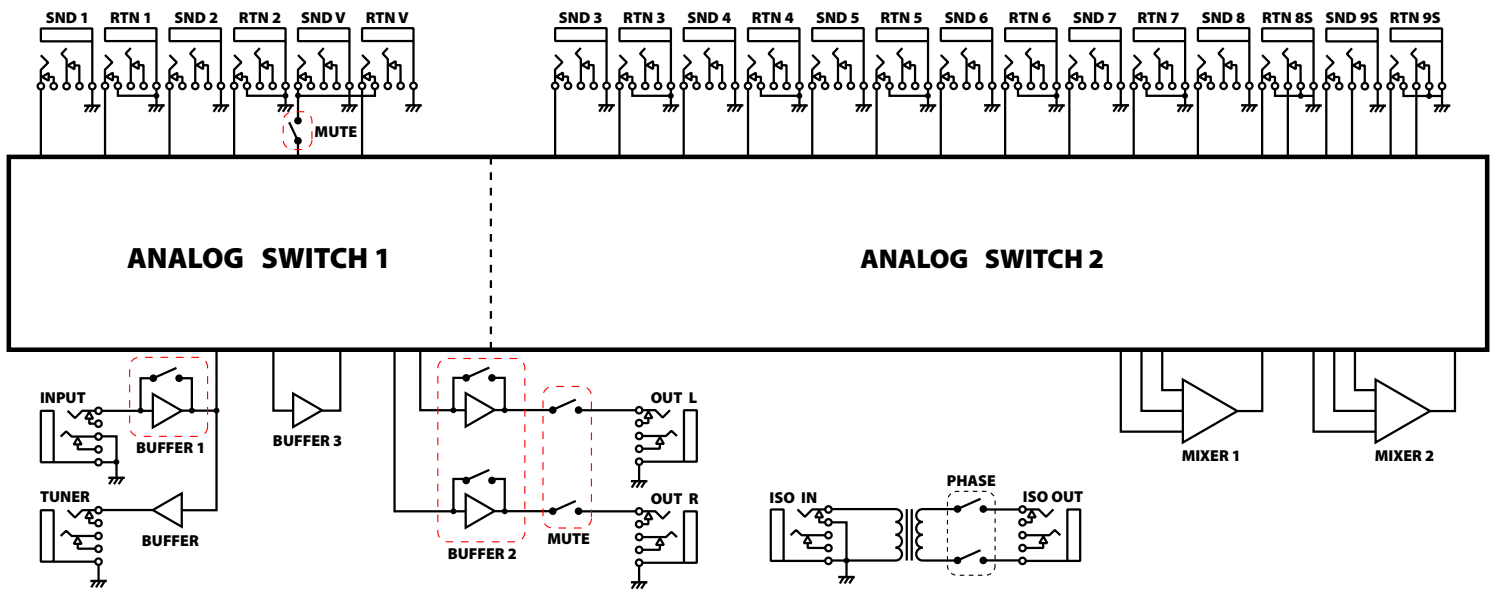 SND 1 RTN 1 SND 2 RTN 2 SND V RTN V SND 3 RTN 3 SND 4 RTN 4 SND 5 RTN 5 SND 6 RTN 6 SND 7 RTN 7 SND 8 RTN 8S SND 9S RTN 9S
MUTE
ANALOG SWITCH 1 ANALOG SWITCH 2
INPUT
BUFFER 1
BUFFER 3
OUT L
MIXER 1
MIXER 2
TUNER
BUFFER
BUFFER 2
MUTE
OUT R
ISO IN
PHASE
ISO OUT